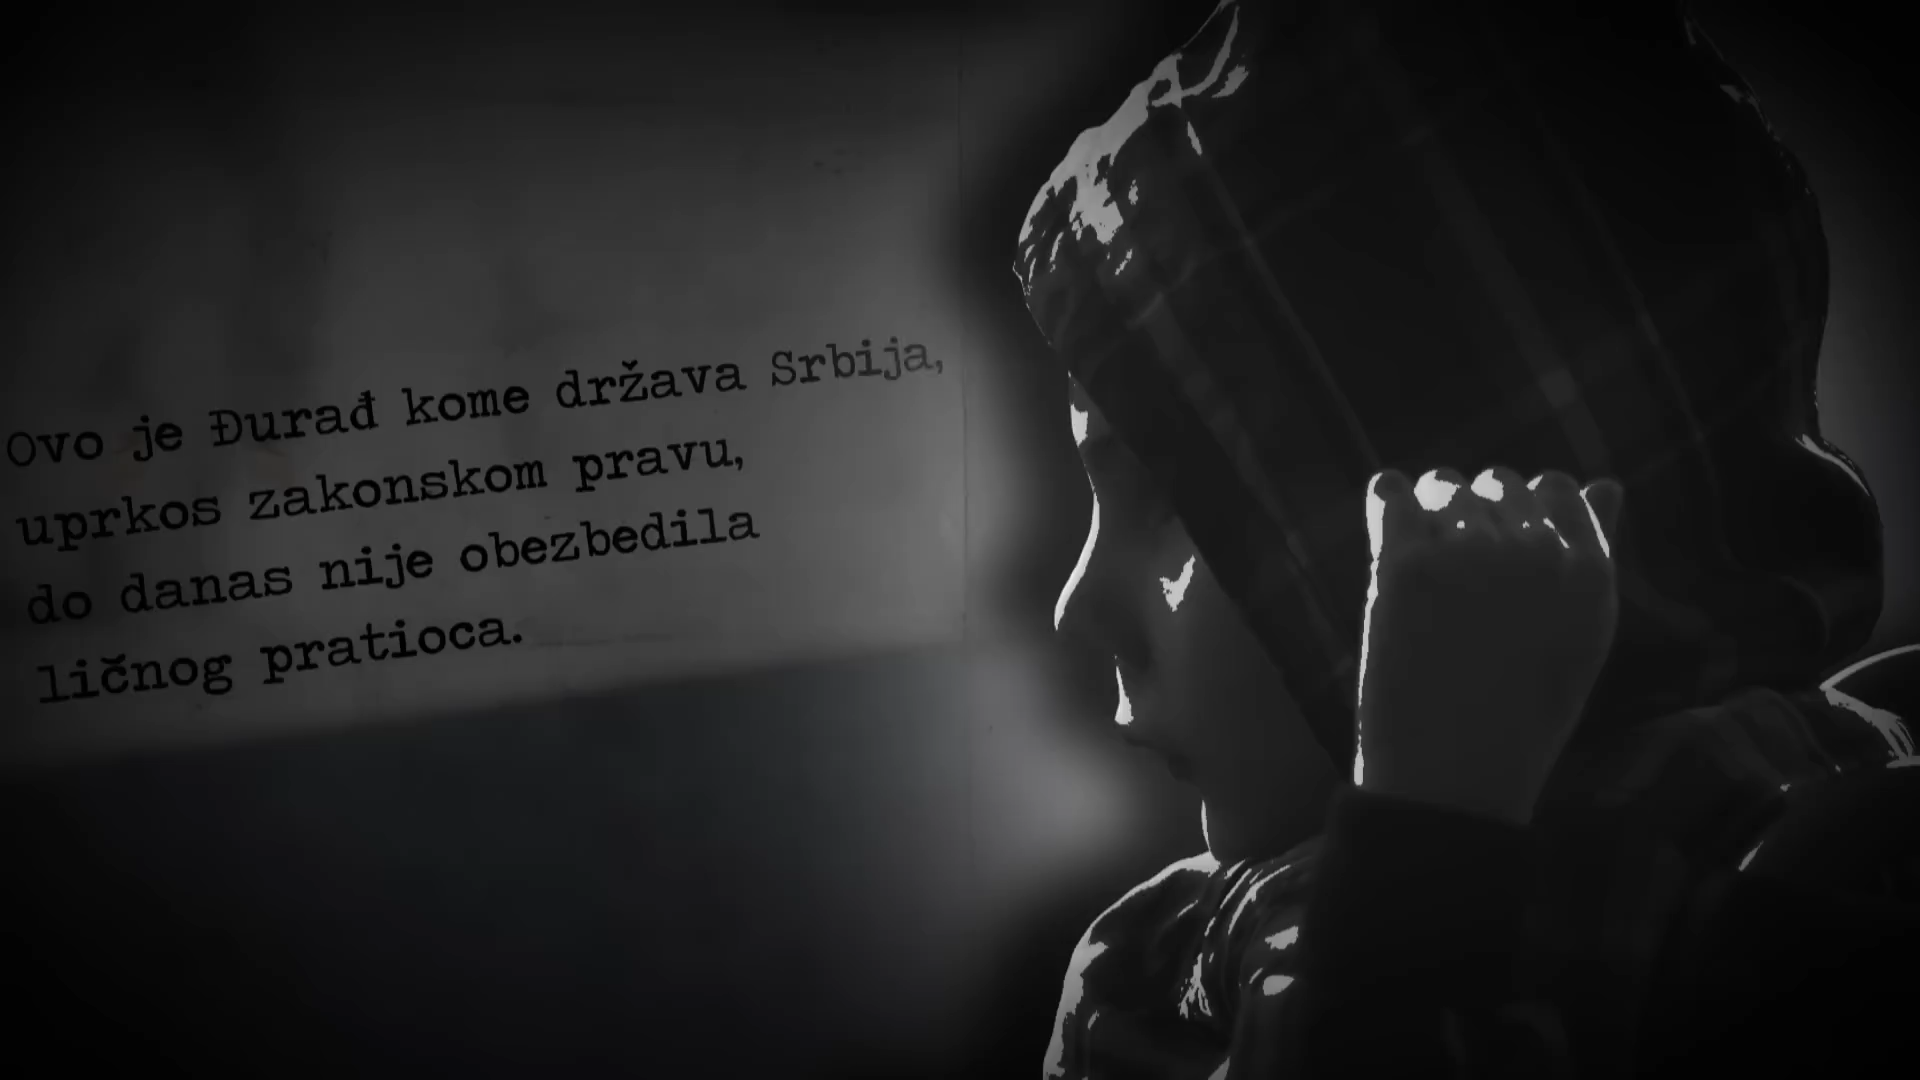 Ovo je Đurađ kome država Srbija,
uprkos zakonskom pravu,
do danas nije obezbedila
ličnog pratioca.